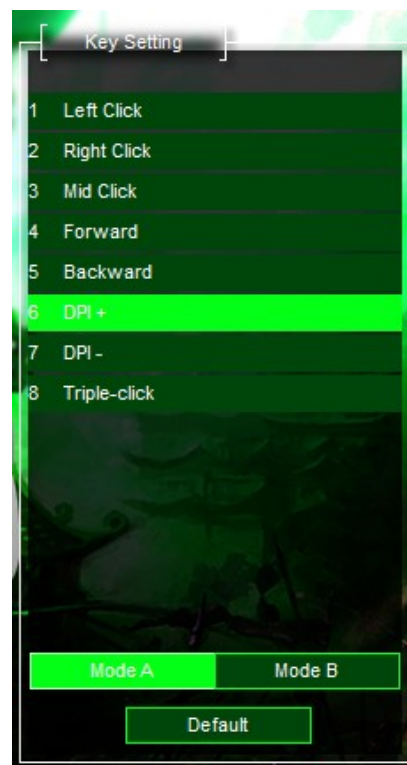 Key Setting
1 Left Click
2 Right Click
3 Mid Click
4 Forward
5 Backward
6 DPI +
7 DPI -
8 Triple-click
Mode A Mode B
Default